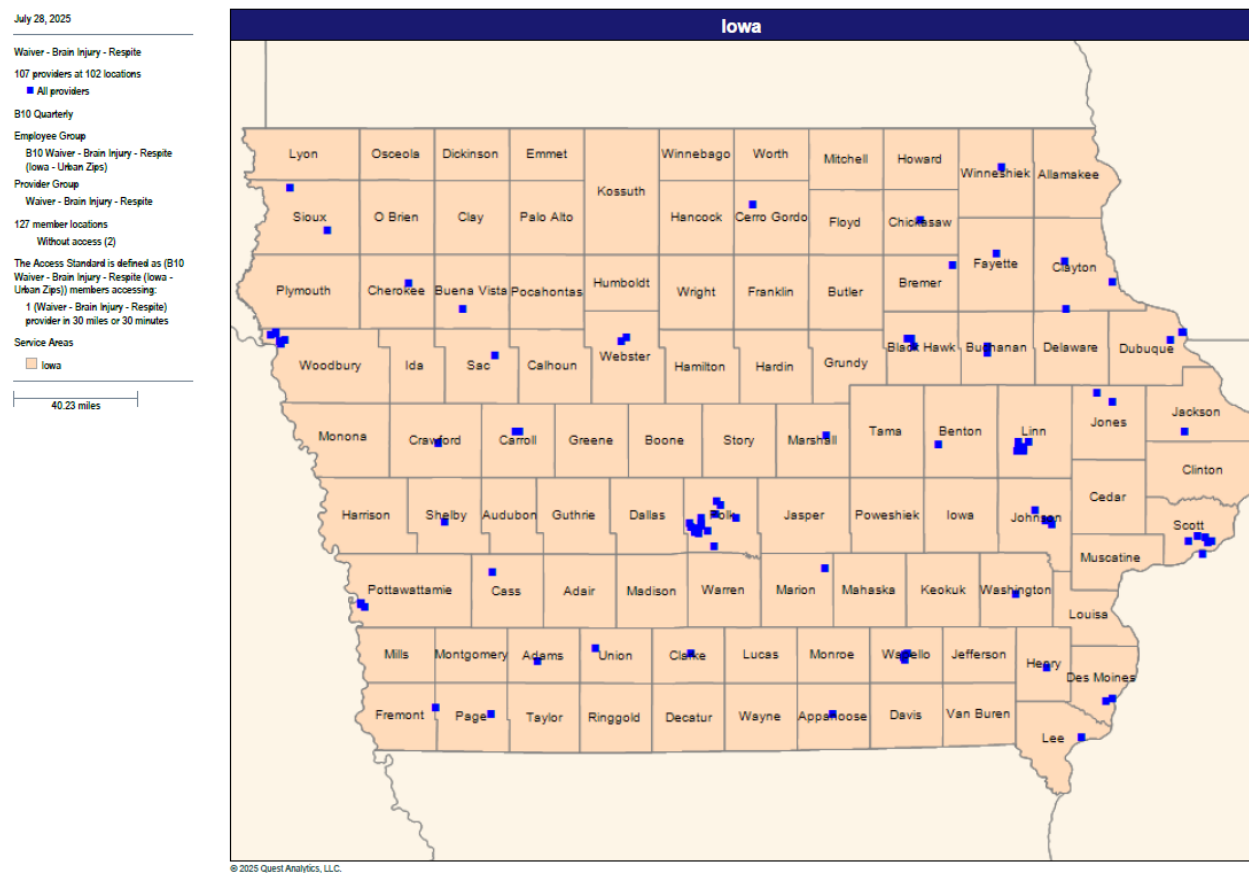 July 28, 2025
Waiver - Brain Injury - Respite
107 providers at 102 locations
All providers
B10 Quarterly
Employee Group
B10 Waiver - Brain Injury - Respite
(Iowa - Urban Zips)
Provider Group
Waiver - Brain Injury - Respite
127 member locations
Without access (2)
The Access Standard is defined as (B10
Waiver - Brain Injury - Respite (Iowa -
Urban Zips)) members accessing:
1 (Waiver - Brain Injury - Respite)
provider in 30 miles or 30 minutes
Service Areas
Iowa
40.23 miles
Iowa
Lyon Osceola Dickinson Emmet Winnebago Worth Mitchell Howard Winneshiek Allamakee
Kossuth
Sioux O Brien Clay Palo Alto Hancock Cerro Gordo Floyd Chickasaw
Plymouth Cherokee Buena Vista Pocahontas Humboldt Wright Franklin Butler Bremer Fayette Clayton
Woodbury Ida Sac Calhoun Webster Hamilton Hardin Grundy Black Hawk Buchanan Delaware Dubuque
Monona Crawford Carroll Greene Boone Story Marshall Tama Benton Linn Jones Jackson
Clinton
Harrison Shelby Audubon Guthrie Dallas Polk Jasper Poweshiek Iowa Johnson Cedar Scott
Muscatine
Pottawattamie Cass Adair Madison Warren Marion Mahaska Keokuk Washington
Louisa
Mills Montgomery Adams Union Clarke Lucas Monroe Wapello Jefferson Henry Des Moines
Fremont Page Taylor Ringgold Decatur Wayne Appanoose Davis Van Buren
Lee
© 2025 Quest Analytics, LLC.